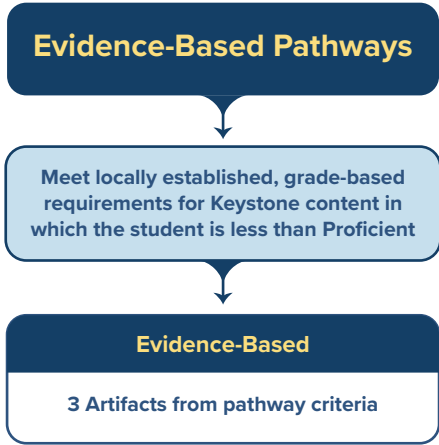 Evidence-Based Pathways
Meet locally established, grade-based
requirements for Keystone content in
which the student is less than Proficient
Evidence-Based
3 Artifacts from pathway criteria